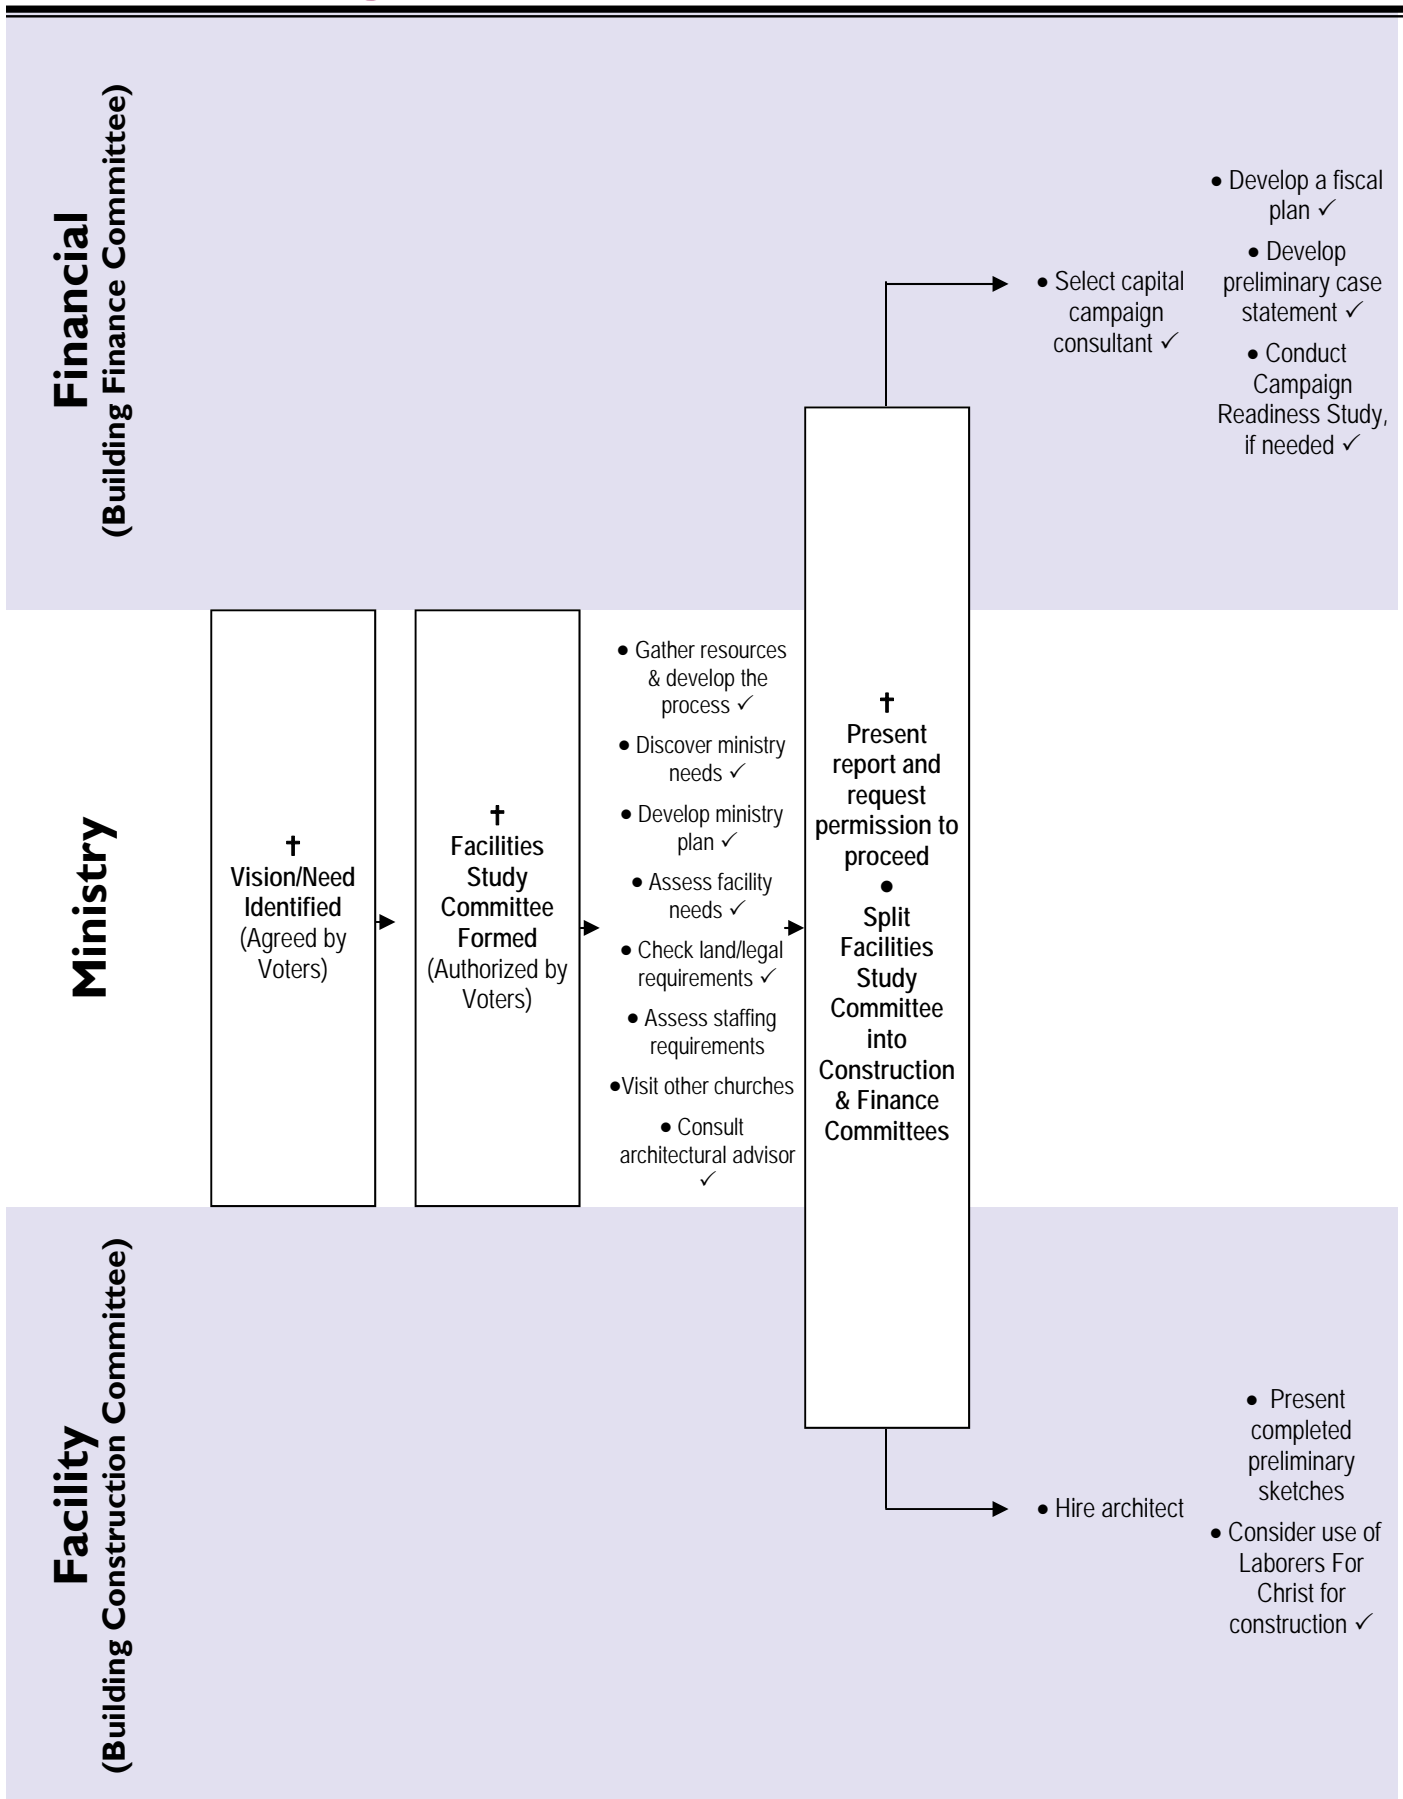 Financial
(Building Finance Committee)
• Select capital
campaign
consultant ✓
• Develop a fiscal
plan ✓
• Develop
preliminary case
statement ✓
• Conduct
Campaign
Readiness Study,
if needed ✓
Ministry
✝
Vision/Need
Identified
(Agreed by
Voters)
✝
Facilities
Study
Committee
Formed
(Authorized by
Voters)
• Gather resources
& develop the
process ✓
• Discover ministry
needs ✓
• Develop ministry
plan ✓
• Assess facility
needs ✓
• Check land/legal
requirements ✓
• Assess staffing
requirements
•Visit other churches
• Consult
architectural advisor
✓
✝
Present
report and
request
permission to
proceed
•
Split
Facilities
Study
Committee
into
Construction
& Finance
Committees
Facility
(Building Construction Committee)
• Hire architect
• Present
completed
preliminary
sketches
• Consider use of
Laborers For
Christ for
construction ✓